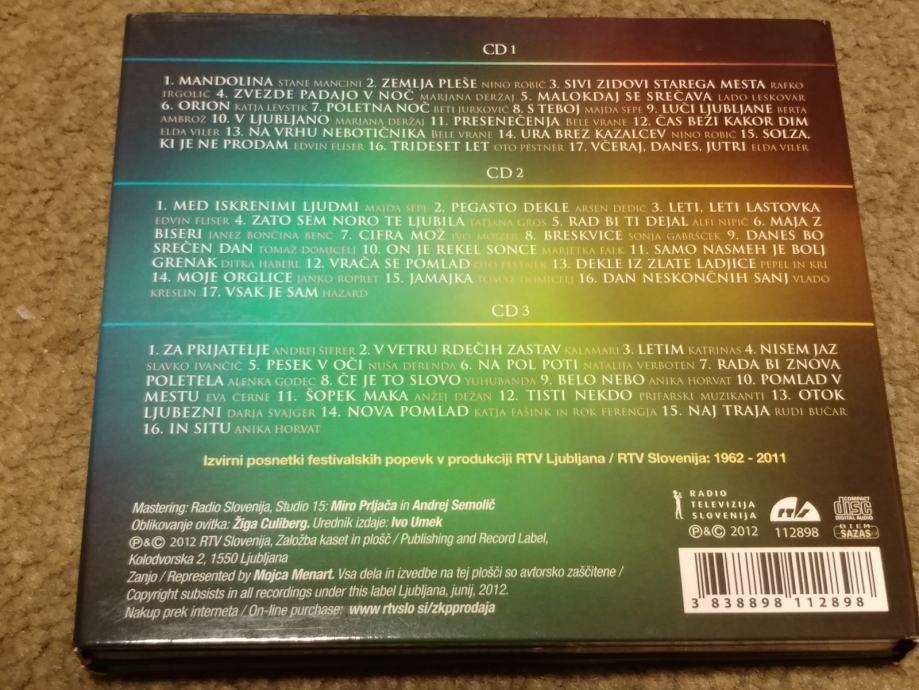 CD 1
1. MANDOLINA STANE MANCINI 2. ZEMLJA PLEŠE NINO ROBIĆ 3. SIVI ZIDOVI STAREGA MESTA RAFKO
IRGOLIČ 4. ZVEZDE PADAJO V NOČ MARJANA DERŽAJ 5. MALOKDAJ SE SREČAVA LADO LESKOVAR
6. ORION KATJA LEVSTIK 7. POLETNA NOČ BETI JURKOVIČ 8. S TEBOJ MAJDA SEPE 9. LUČI LJUBLJANE BERTA
AMBROŽ 10. V LJUBLJANO MARJANA DERŽAJ 11. PRESENEČENJA BELE VRANE 12. ČAS BEŽI KAKOR DIM
ELDA VILER 13. NA VRHU NEBOTIČNIKA BELE VRANE 14. URA BREZ KAZALCEV NINO ROBIĆ 15. SOLZA,
KI JE NE PRODAM EDVIN FLISER 16. TRIDESET LET OTO PESTNER 17. VČERAJ, DANES, JUTRI ELDA VILER
CD 2
1. MED ISKRENIMI LJUDMI MAJDA SEPE 2. PEGASTO DEKLE ARSEN DEDIĆ 3. LETI, LETI LASTOVKA
EDVIN FLISER 4. ZATO SEM NORO TE LJUBILA TATJANA GROS 5. RAD BI TI DEJAL ALFI NIPIČ 6. MAJA Z
BISERI JANEZ BONČINA BENČ 7. CIFRA MOŽ IVO MOJZER 8. BRESKVICE SONJA GABRŠČEK 9. DANES BO
SREČEN DAN TOMAŽ DOMICELJ 10. ON JE REKEL SONCE MARJETKA FALK 11. SAMO NASMEH JE BOLJ
GRENAK DITKA HABERL 12. VRAČA SE POMLAD OTO PESTNER 13. DEKLE IZ ZLATE LADJICE PEPEL IN KRI
14. MOJE ORGLICE JANKO ROPRET 15. JAMAJKA TOMAŽ DOMICELJ 16. DAN NESKONČNIH SANJ VLADO
KRESLIN 17. VSAK JE SAM HAZARD
CD 3
1. ZA PRIJATELJE ANDREJ ŠIFRER 2. V VETRU RDEČIH ZASTAV KALAMARI 3. LETIM KATRINAS 4. NISEM JAZ
SLAVKO IVANČIĆ 5. PESEK V OČI NUŠA DERENDA 6. NA POL POTI NATALIJA VERBOTEN 7. RADA BI ZNOVA
POLETELA ALENKA GODEC 8. ČE JE TO SLOVO YUHUBANDA 9. BELO NEBO ANIKA HORVAT 10. POMLAD V
MESTU EVA ČERNE 11. ŠOPEK MAKA ANŽEJ DEŽAN 12. TISTI NEKDO PRIFARSKI MUZIKANTI 13. OTOK
LJUBEZNI DARJA ŠVAJGER 14. NOVA POMLAD KATJA FAŠINK IN ROK FERENGJA 15. NAJ TRAJA RUDI BUČAR
16. IN SITU ANIKA HORVAT
Izvirni posnetki festivalskih popevk v produkciji RTV Ljubljana / RTV Slovenija: 1962 - 2011
Mastering: Radio Slovenija, Studio 15: Miro Prljača in Andrej Semolič
Oblikovanje ovitka: Žiga Culiberg. Urednik izdaje: Ivo Umek
Ⓟ&© 2012 RTV Slovenija, Založba kaset in plošč / Publishing and Record Label,
Kolodvorska 2, 1550 Ljubljana
Zanjo / Represented by Mojca Menart. Vsa dela in izvedbe na tej plošči so avtorsko zaščitene /
Copyright subsists in all recordings under this label Ljubljana, junij, 2012.
Nakup prek interneta / On-line purchase: www.rtvslo si/zkpprodaja
RADIO
TELEVIZIJA
SLOVENIJA
Ⓟ&© 2012
112898
COMPACT
disc
DIGITAL AUDIO
BIEM
SAZAS
3 838898 112898